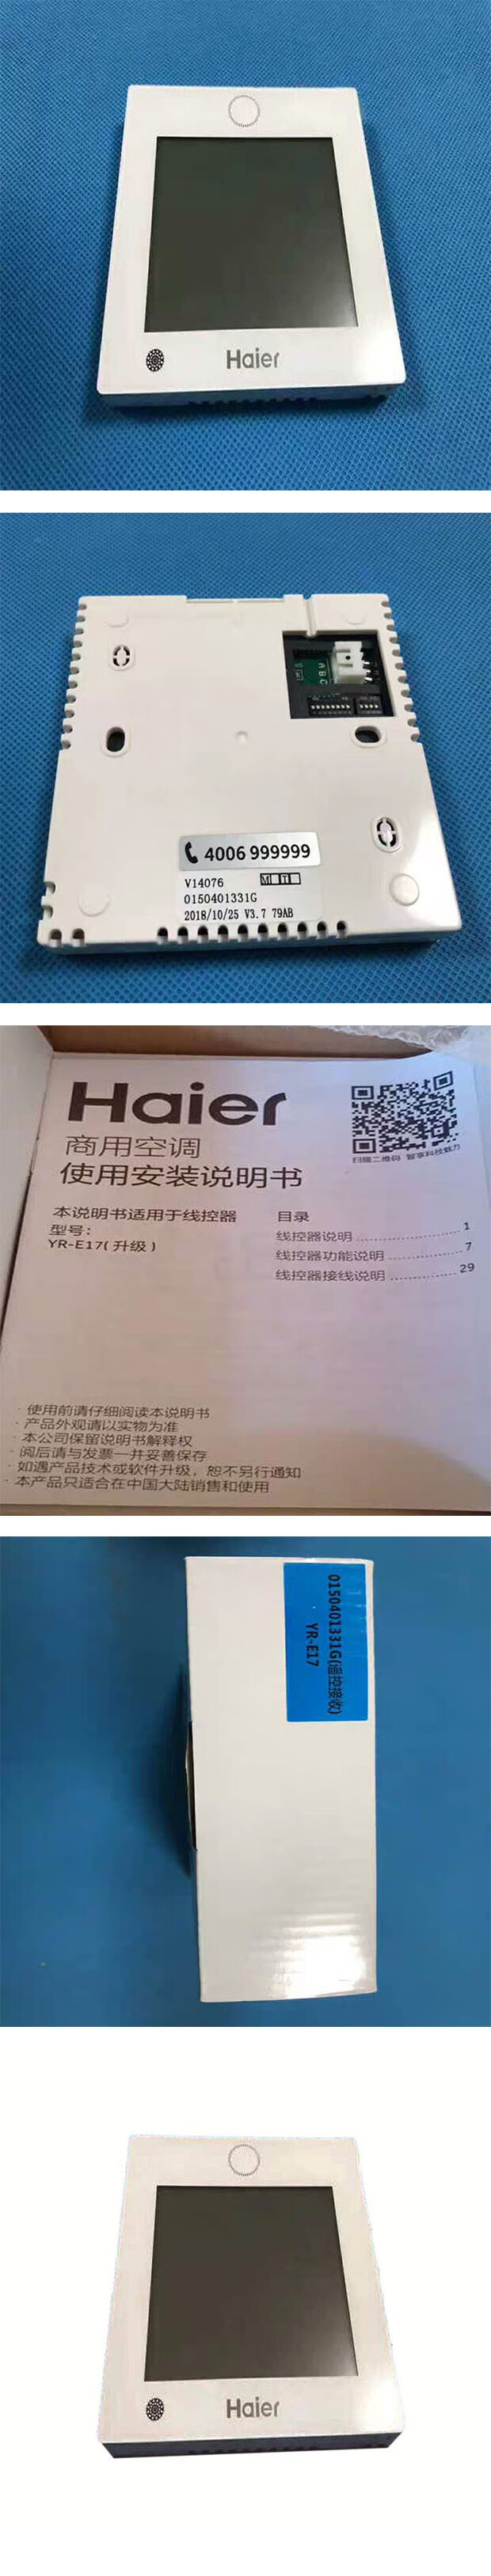 Haier
4006 999999
V14076 M I
0150401331G
2018/10/25 V3.7 79AB
Haier
商用空调
使用安装说明书
扫描二维码 智享科技魅力
本说明书适用于线控器
型号：
YR-E17(升级)
目录
线控器说明 1
线控器功能说明 7
线控器接线说明 29
· 使用前请仔细阅读本说明书
· 产品外观请以实物为准
· 本公司保留说明书解释权
· 阅后请与发票一并妥善保存
· 如遇产品技术或软件升级，恕不另行通知
· 本产品只适合在中国大陆销售和使用
0150401331G(遥控接收)
YR-E17
Haier